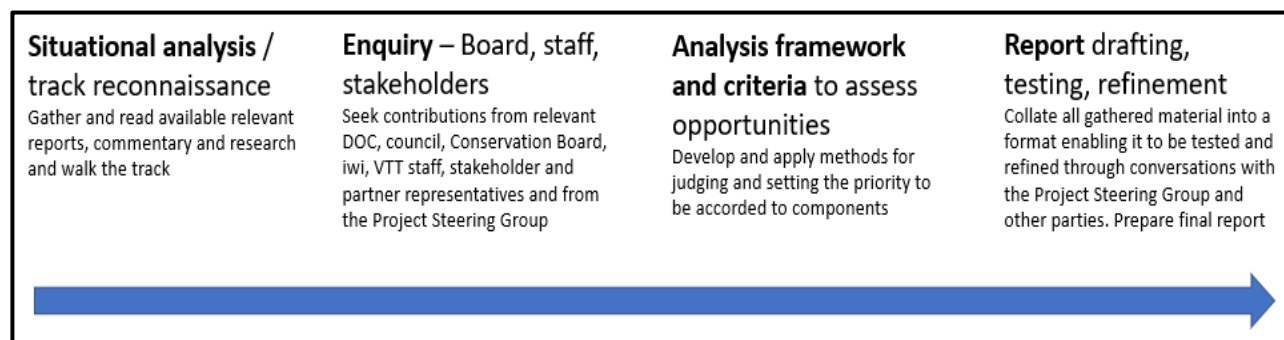 Situational analysis /
track reconnaissance
Gather and read available relevant
reports, commentary and research
and walk the track
Enquiry – Board, staff,
stakeholders
Seek contributions from relevant
DOC, council, Conservation Board,
iwi, VTT staff, stakeholder and
partner representatives and from
the Project Steering Group
Analysis framework
and criteria to assess
opportunities
Develop and apply methods for
judging and setting the priority to
be accorded to components
Report drafting,
testing, refinement
Collate all gathered material into a
format enabling it to be tested and
refined through conversations with
the Project Steering Group and
other parties. Prepare final report